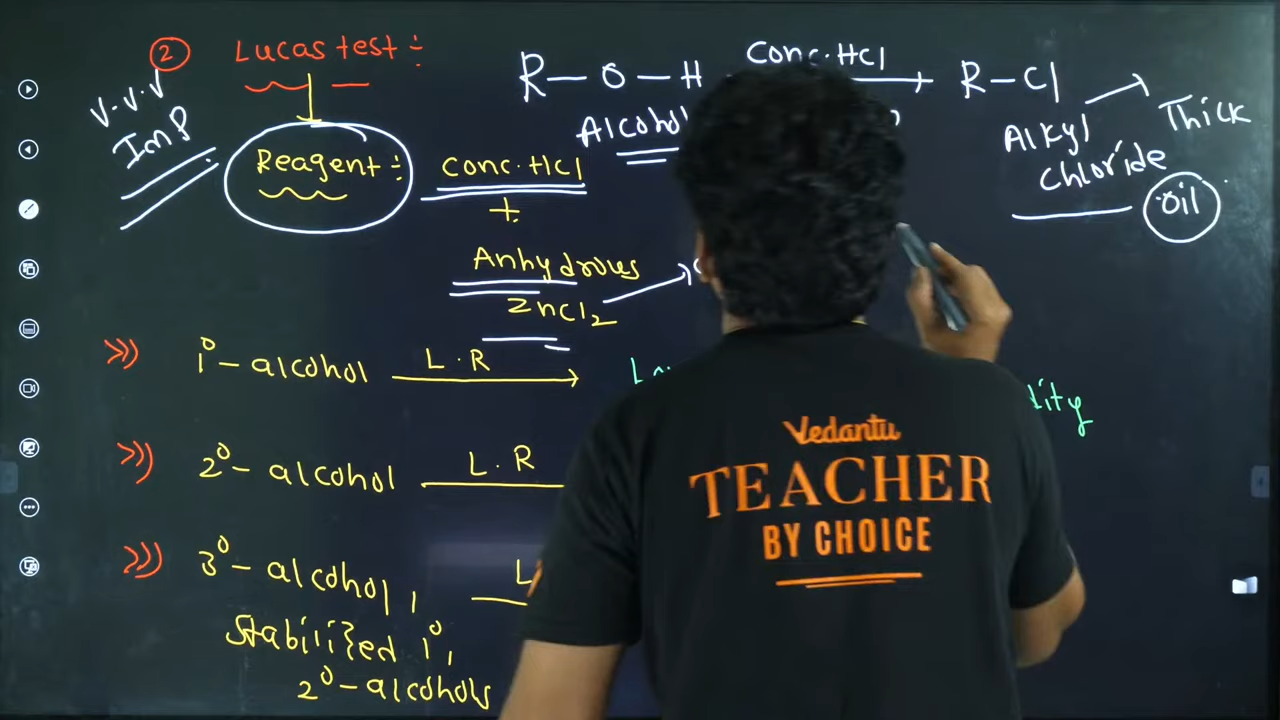 ② Lucas test :-
V.V.V
Imp
Reagent :-
Conc. HCl
+
Anhydrous
ZnCl2
R-O-H
Conc. HCl
R-Cl
Alcohol
Alkyl
Chloride
Thick
Oil
1°-alcohol
L.R
2°-alcohol
L.R
3°-alcohol,
Stabilized 1°,
2°-alcohols
Vedantu
TEACHER
BY CHOICE